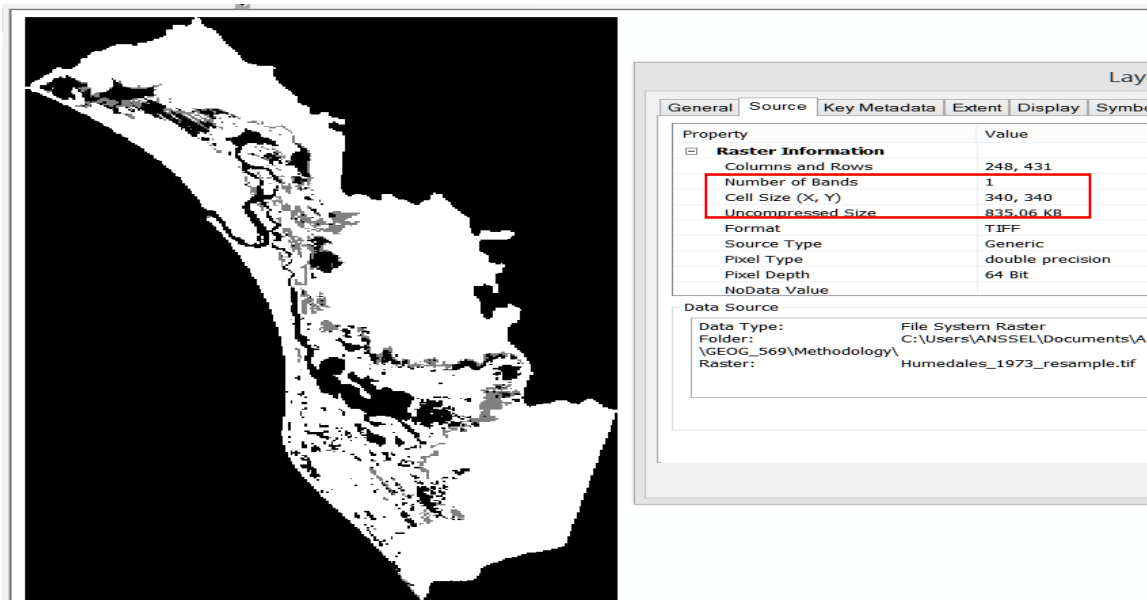 Lay
General Source Key Metadata Extent Display Symbo
Property Value
Raster Information
Columns and Rows 248, 431
Number of Bands 1
Cell Size (X, Y) 340, 340
Uncompressed Size 835.06 KB
Format TIFF
Source Type Generic
Pixel Type double precision
Pixel Depth 64 Bit
NoData Value
Data Source
Data Type: File System Raster
Folder: C:\Users\ANSSEL\Documents\A
\GEOG_569\Methodology\
Raster: Humedales_1973_resample.tif